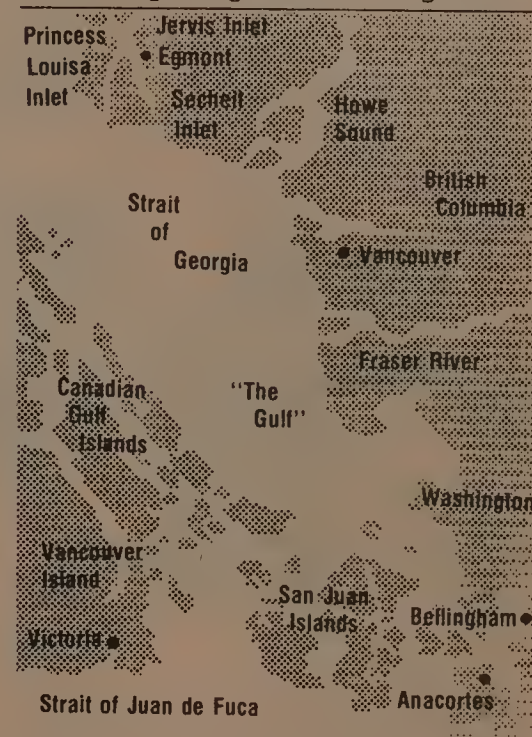 Princess
Louisa
Inlet
Jervis Inlet
Egmont
Sechelt
Inlet
Howe
Sound
British
Columbia
Strait
of
Georgia
Vancouver
Fraser River
Canadian
Gulf
Islands
"The
Gulf"
Washington
Vancouver
Island
San Juan
Islands
Bellingham
Victoria
Anacortes
Strait of Juan de Fuca